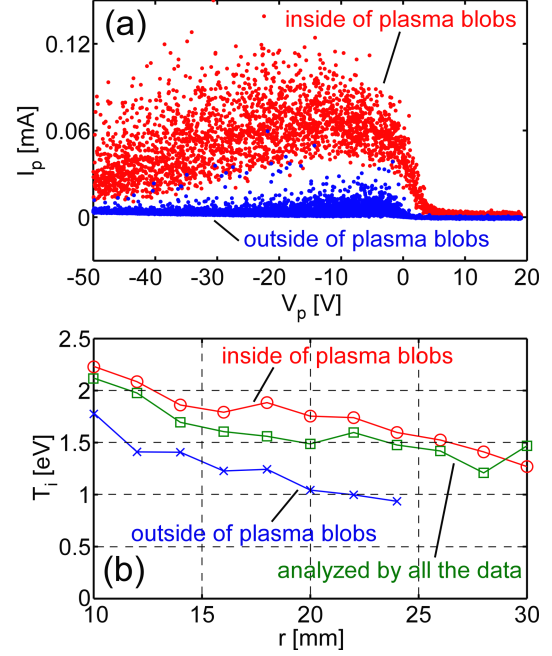 (a)
inside of plasma blobs
0.12
0.06
0
I_p [mA]
outside of plasma blobs
-50 -40 -30 -20 -10 0 10 20
V_p [V]
2.5
inside of plasma blobs
2
1.5
T_i [eV]
1
outside of plasma blobs
0.5
(b)
analyzed by all the data
0
10 15 20 25 30
r [mm]